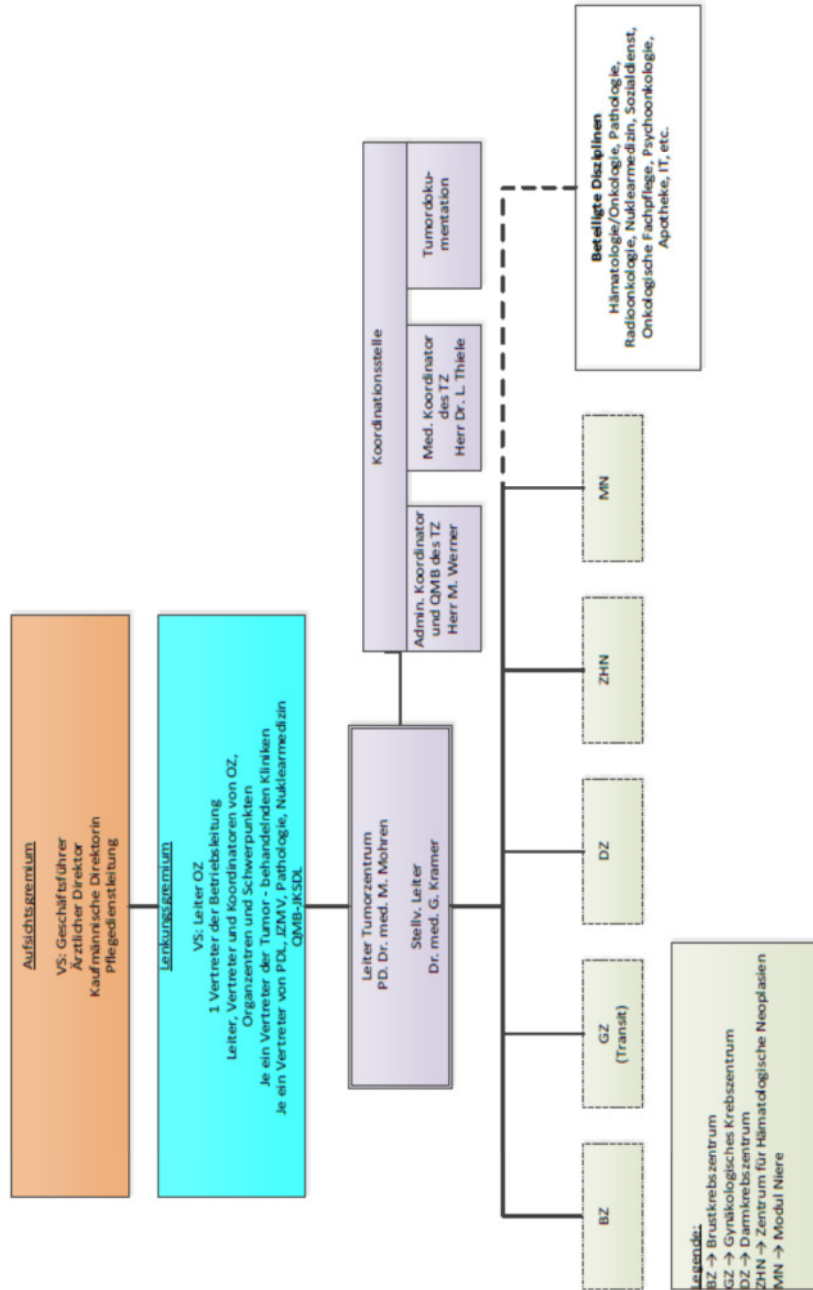 Aufsichtsgremium
VS: Geschäftsführer
Ärztlicher Direktor
Kaufmännische Direktorin
Pflegedienstleitung
Lenkungsgremium
VS: Leiter OZ
1 Vertreter der Betriebsleitung
Leiter, Vertreter und Koordinatoren von OZ,
Organzentren und Schwerpunkten
Je ein Vertreter der Tumor - behandelnden Kliniken
Je ein Vertreter von PDL, IZMV, Pathologie, Nuklearmedizin
QMB-JKSDL
Leiter Tumorzentrum
PD. Dr. med. M. Mohren
Stellv. Leiter
Dr. med. G. Kramer
Koordinationsstelle
Admin. Koordinator
und QMB des TZ
Herr M. Werner
Med. Koordinator
des TZ
Herr Dr. L. Thiele
Tumordoku-
mentation
BZ
GZ
(Transit)
DZ
ZHN
MN
Beteiligte Disziplinen
Hämatologie/Onkologie, Pathologie,
Radioonkologie, Nuklearmedizin, Sozialdienst,
Onkologische Fachpflege, Psychoonkologie,
Apotheke, IT, etc.
Legende:
BZ → Brustkrebszentrum
GZ → Gynäkologisches Krebszentrum
DZ → Darmkrebszentrum
ZHN → Zentrum für Hämatologische Neoplasien
MN → Modul Niere